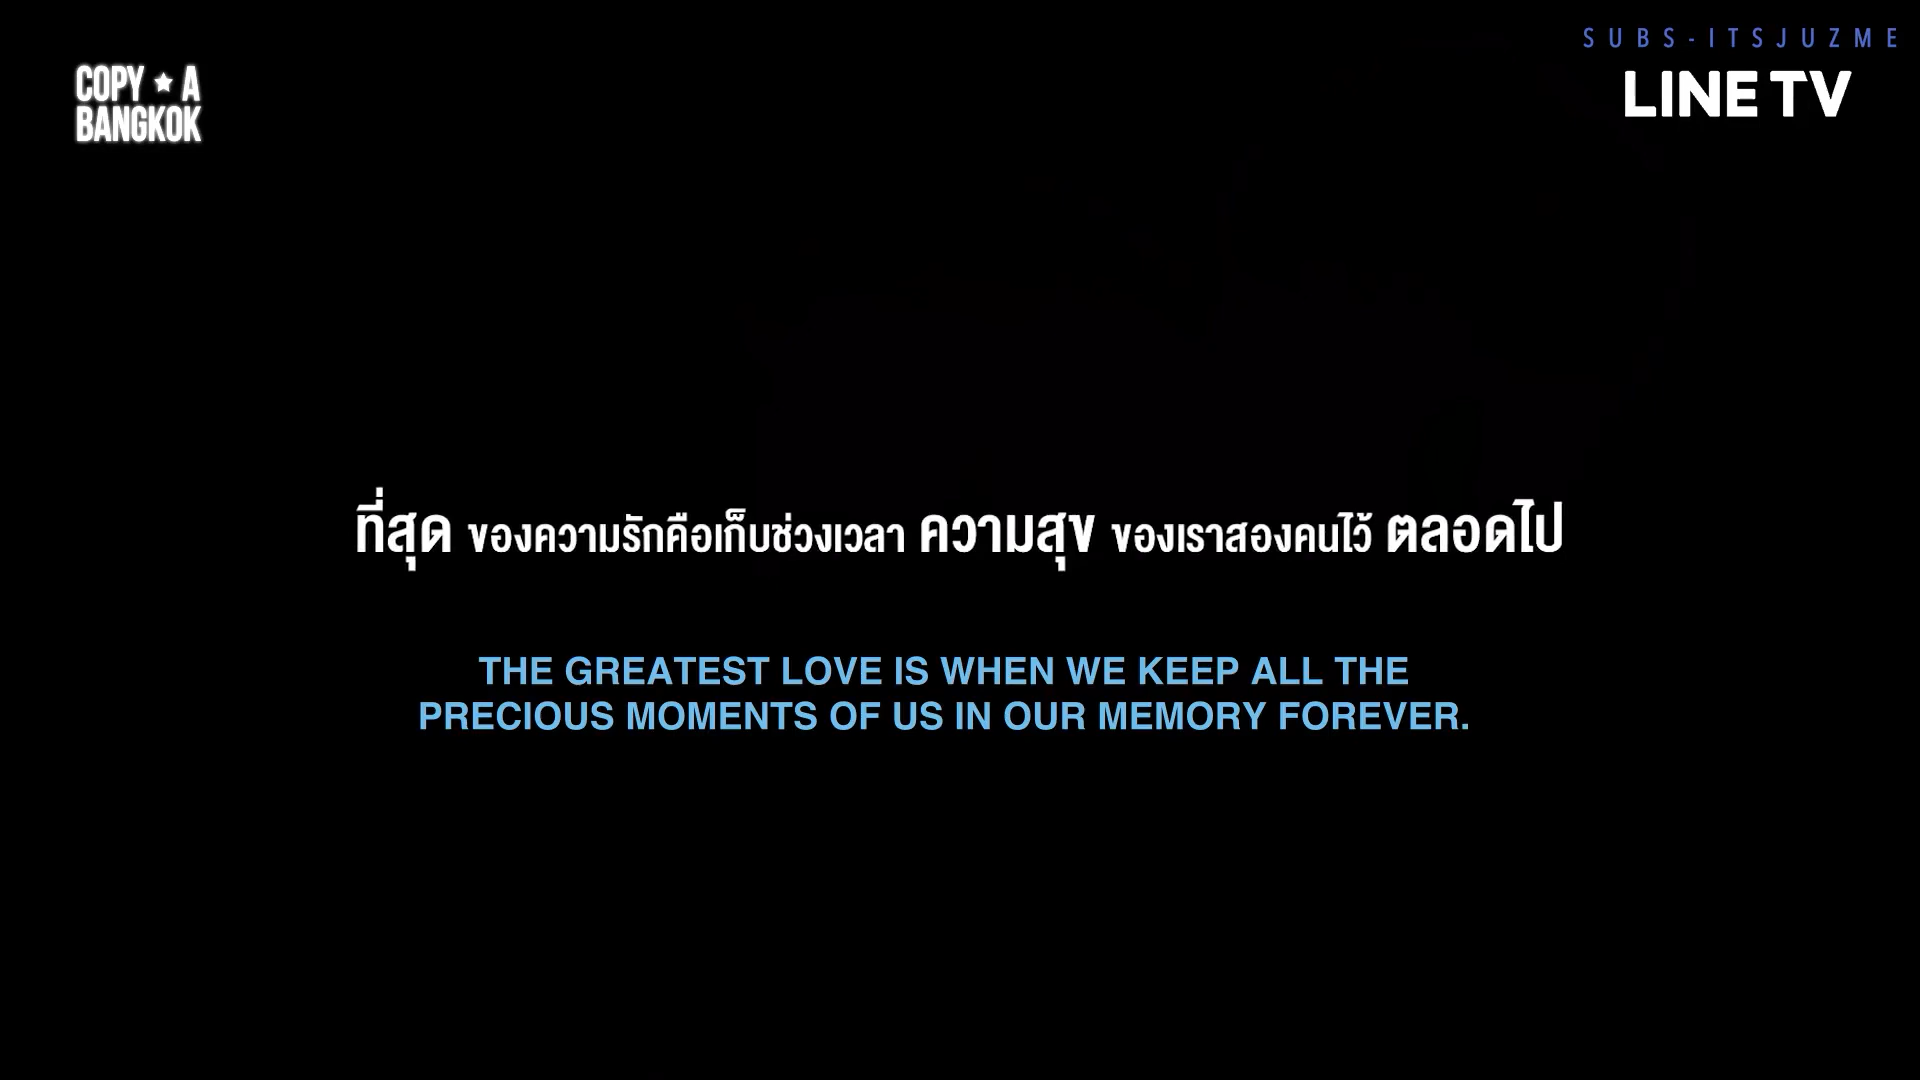 SUBS-ITSJUZME
COPY ★ A
BANGKOK
LINE TV
ที่สุด ของความรักคือเก็บช่วงเวลา ความสุข ของเราสองคนไว้ ตลอดไป
THE GREATEST LOVE IS WHEN WE KEEP ALL THE
PRECIOUS MOMENTS OF US IN OUR MEMORY FOREVER.